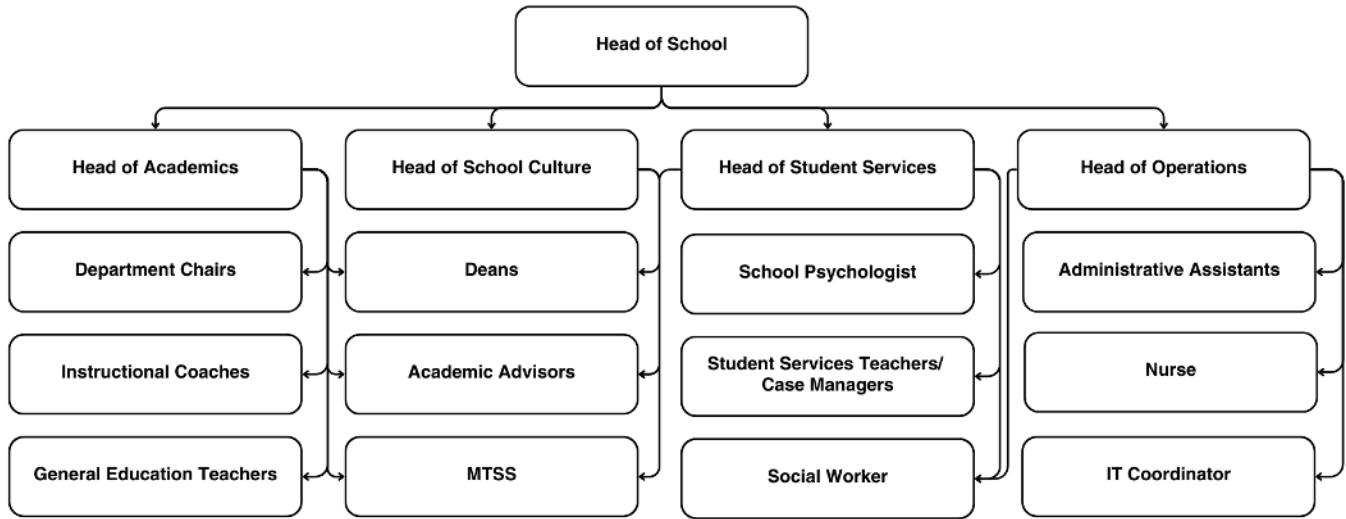 Head of School
Head of Academics
Head of School Culture
Head of Student Services
Head of Operations
Department Chairs
Deans
School Psychologist
Administrative Assistants
Instructional Coaches
Academic Advisors
Student Services Teachers/
Case Managers
Nurse
General Education Teachers
MTSS
Social Worker
IT Coordinator